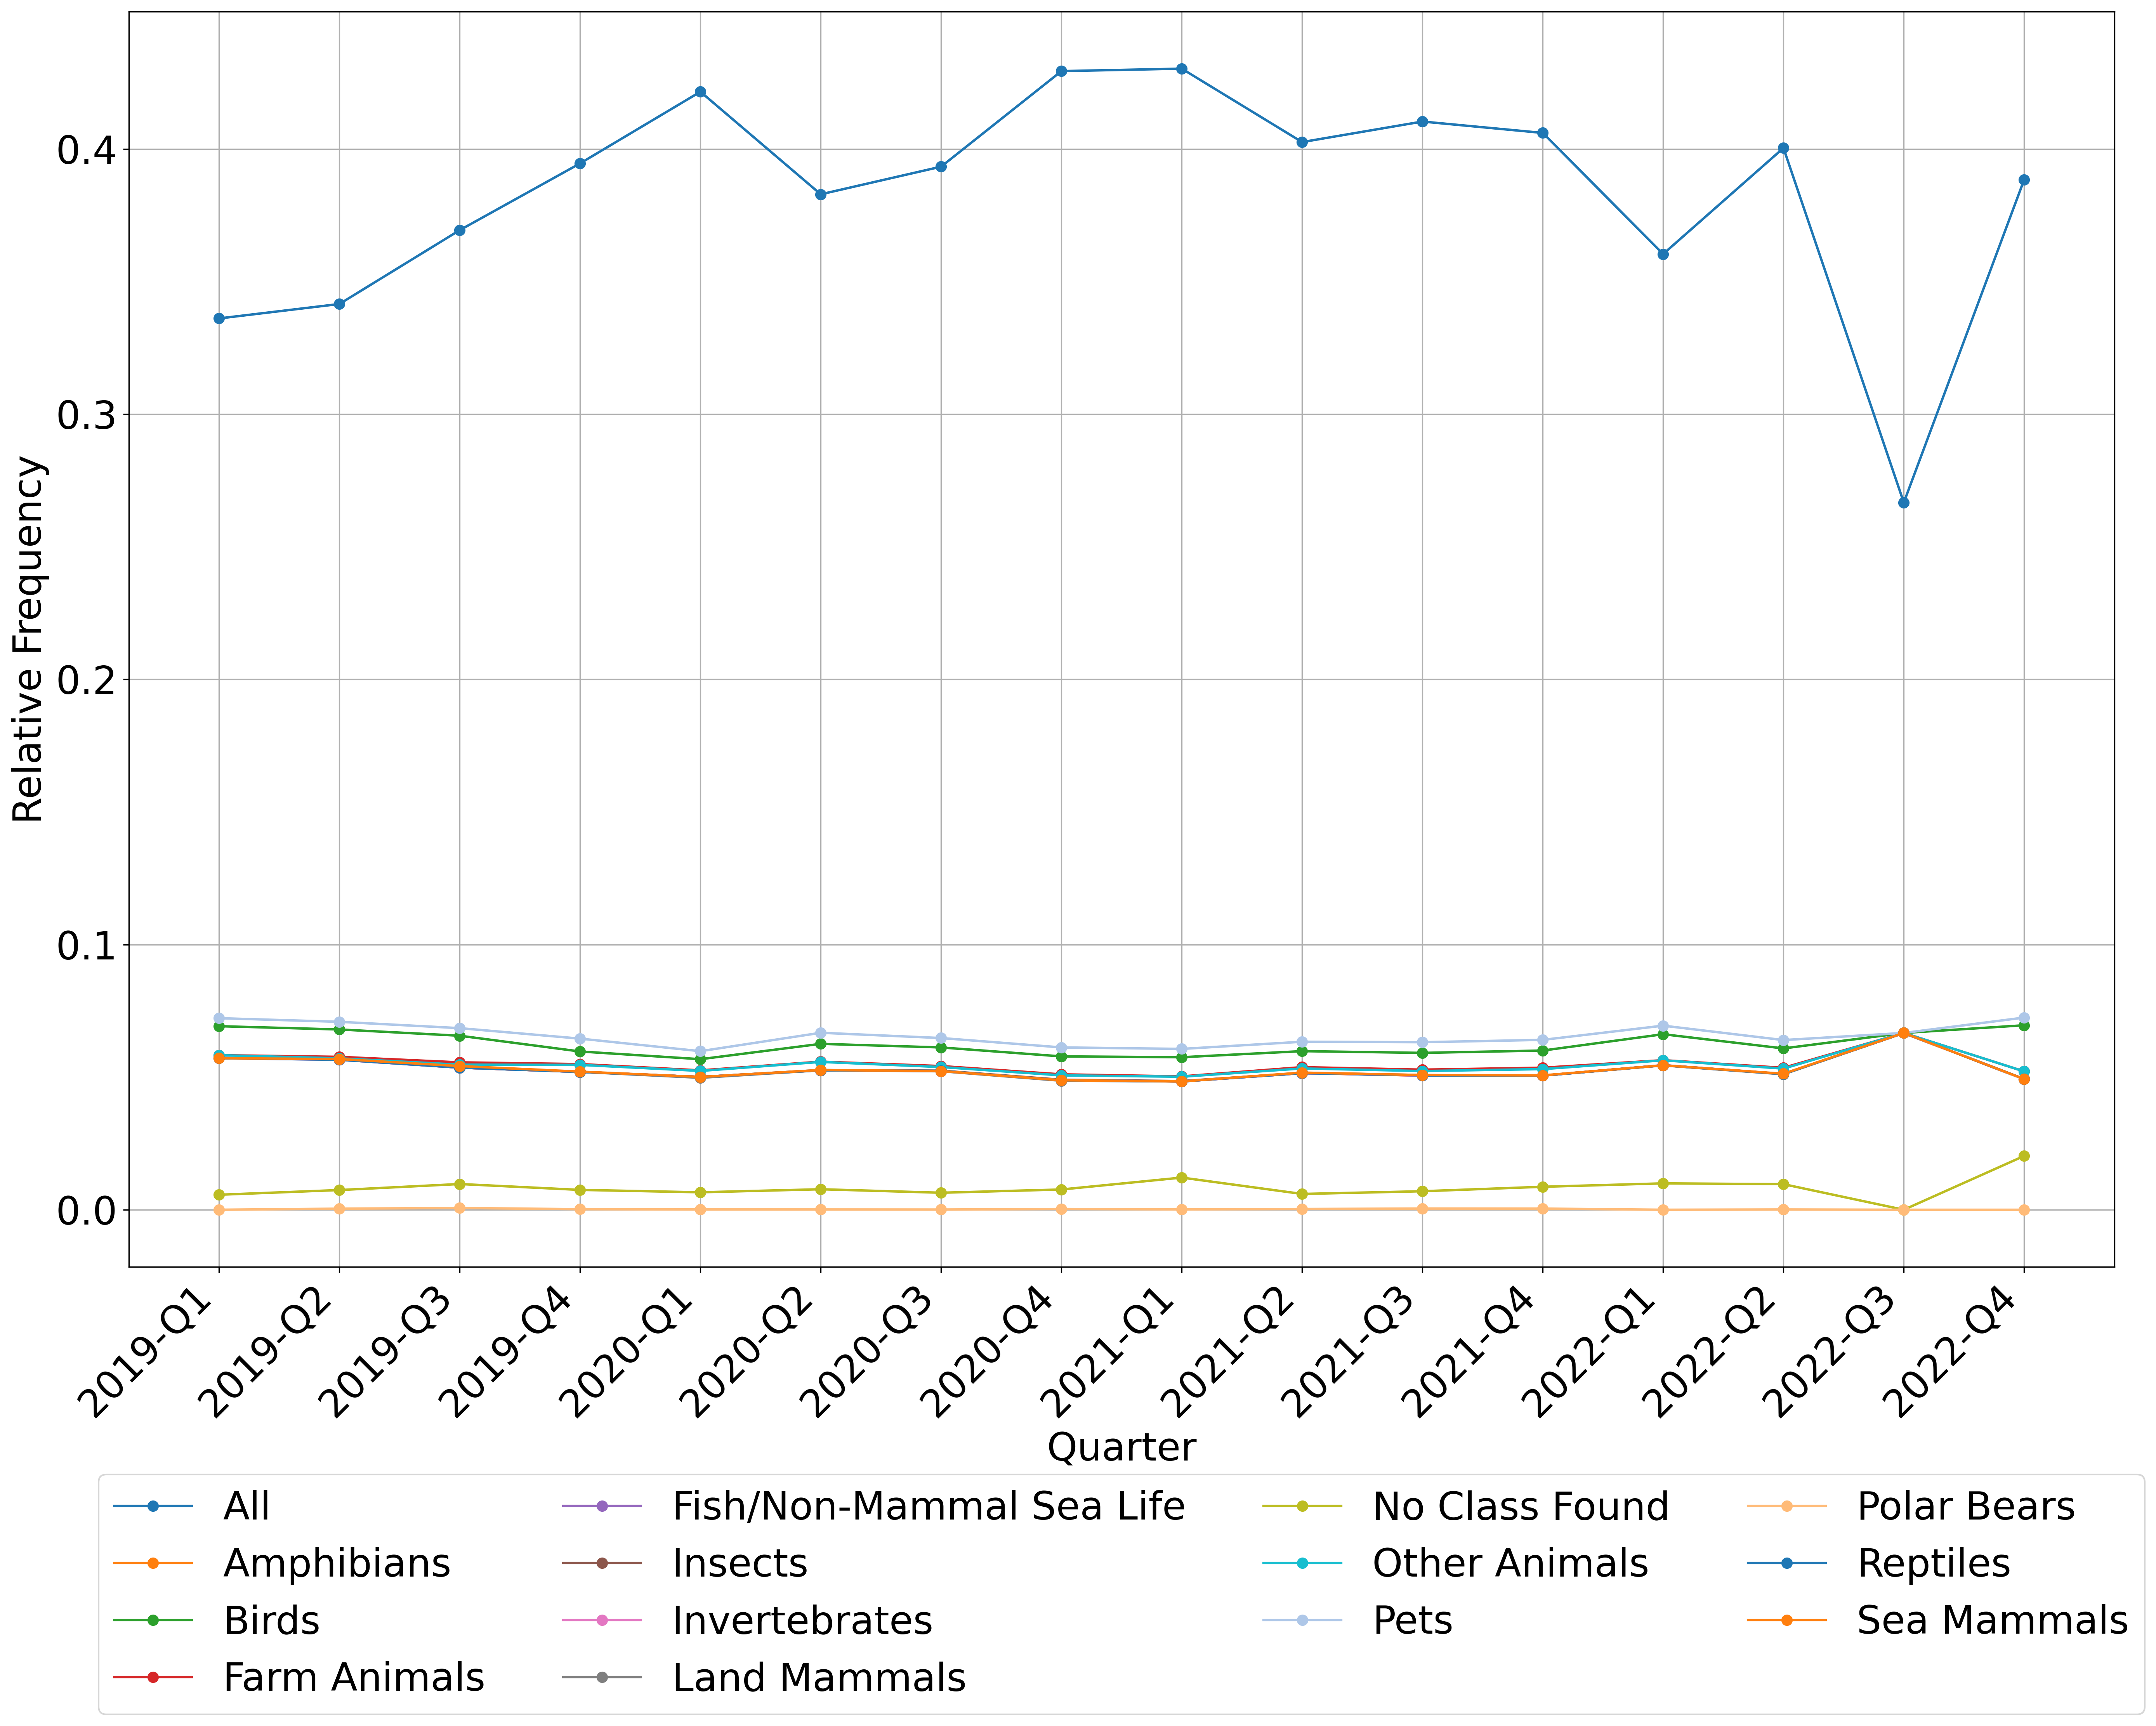 0.4
0.3
0.2
0.1
0.0
Relative Frequency
2019-Q1
2019-Q2
2019-Q3
2019-Q4
2020-Q1
2020-Q2
2020-Q3
2020-Q4
2021-Q1
2021-Q2
2021-Q3
2021-Q4
2022-Q1
2022-Q2
2022-Q3
2022-Q4
Quarter
All
Amphibians
Birds
Farm Animals
Fish/Non-Mammal Sea Life
Insects
Invertebrates
Land Mammals
No Class Found
Other Animals
Pets
Polar Bears
Reptiles
Sea Mammals